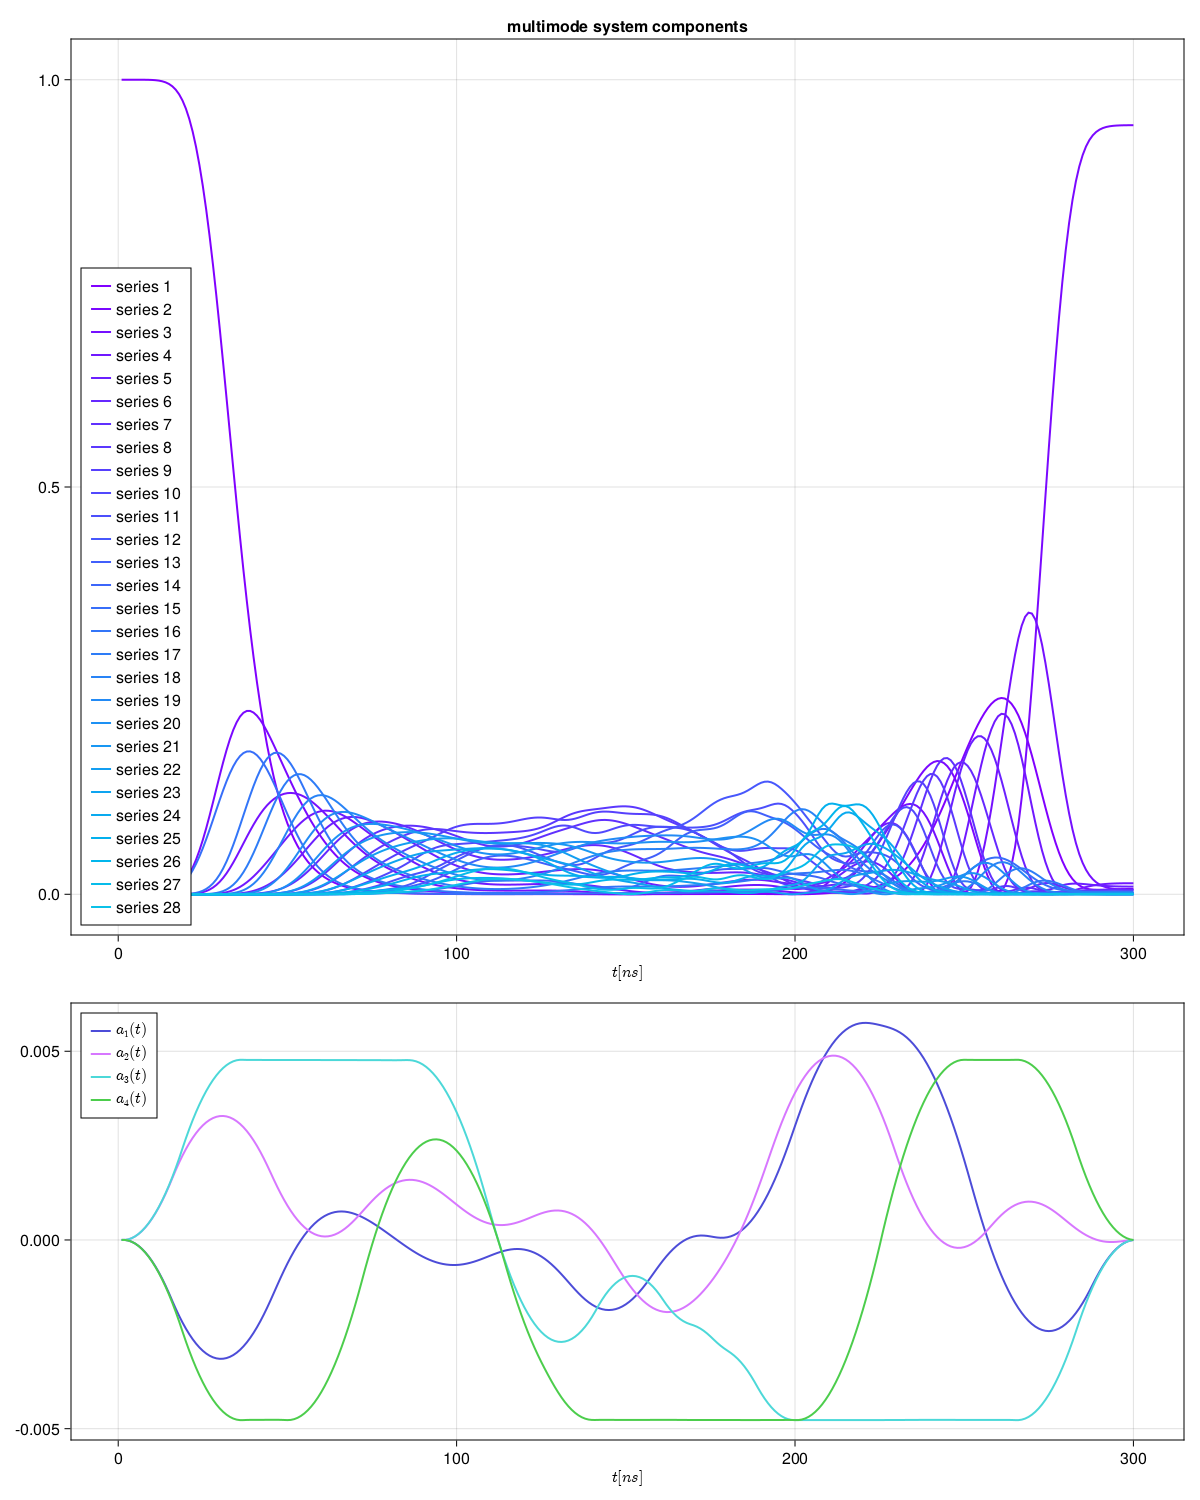 multimode system components
1.0
0.5
0.0
series 1
series 2
series 3
series 4
series 5
series 6
series 7
series 8
series 9
series 10
series 11
series 12
series 13
series 14
series 15
series 16
series 17
series 18
series 19
series 20
series 21
series 22
series 23
series 24
series 25
series 26
series 27
series 28
0 100 200 300
t[ns]
0.005
0.000
-0.005
a₁(t)
a₂(t)
a₃(t)
a₄(t)
0 100 200 300
t[ns]